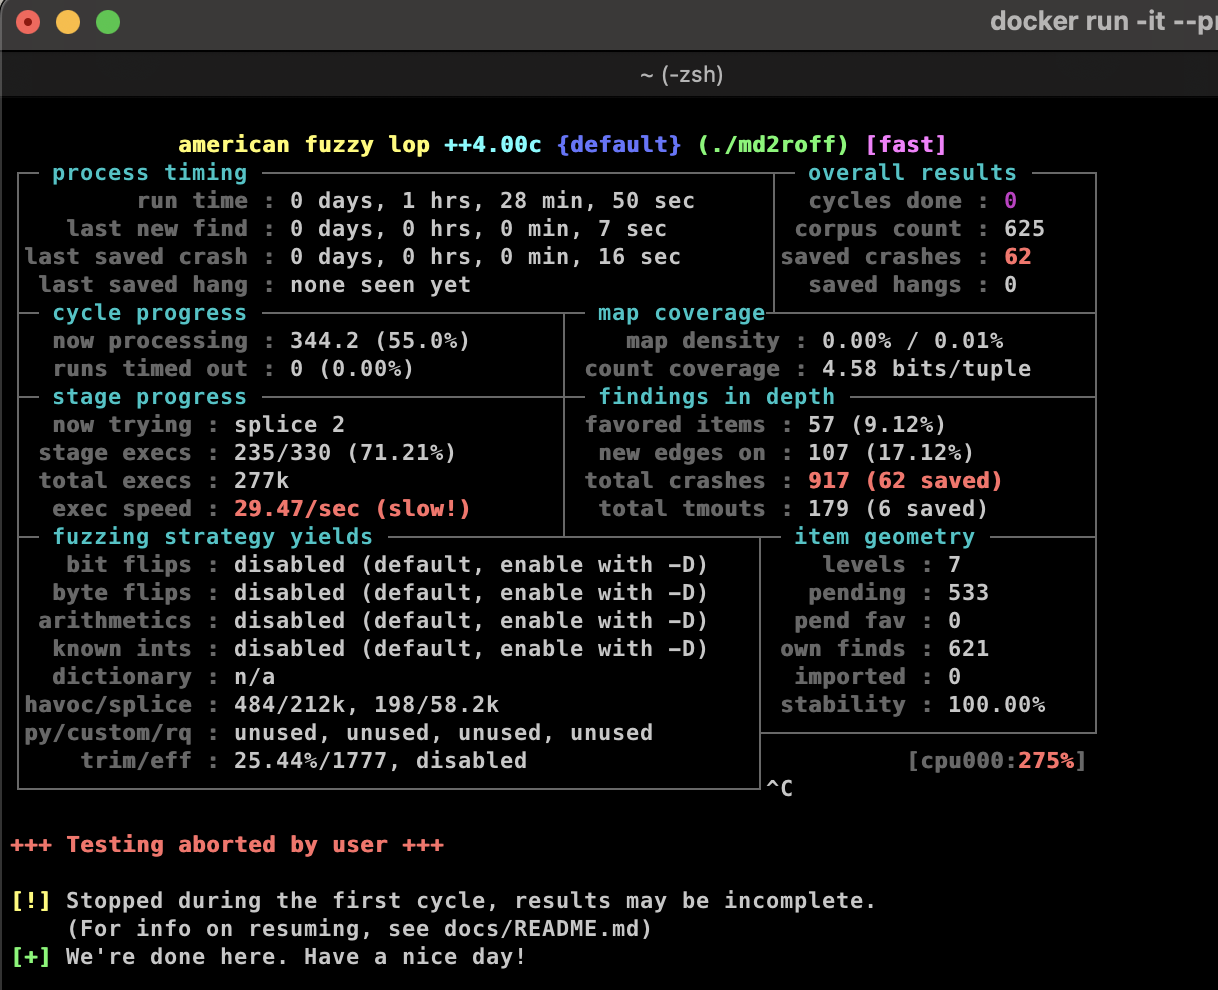 docker run -it --pr
~ (-zsh)
american fuzzy lop ++4.00c {default} (./md2roff) [fast]
process timing
overall results
run time : 0 days, 1 hrs, 28 min, 50 sec
cycles done : 0
last new find : 0 days, 0 hrs, 0 min, 7 sec
corpus count : 625
last saved crash : 0 days, 0 hrs, 0 min, 16 sec
saved crashes : 62
last saved hang : none seen yet
saved hangs : 0
cycle progress
map coverage
now processing : 344.2 (55.0%)
map density : 0.00% / 0.01%
runs timed out : 0 (0.00%)
count coverage : 4.58 bits/tuple
stage progress
findings in depth
now trying : splice 2
favored items : 57 (9.12%)
stage execs : 235/330 (71.21%)
new edges on : 107 (17.12%)
total execs : 277k
total crashes : 917 (62 saved)
exec speed : 29.47/sec (slow!)
total tmouts : 179 (6 saved)
fuzzing strategy yields
item geometry
bit flips : disabled (default, enable with -D)
levels : 7
byte flips : disabled (default, enable with -D)
pending : 533
arithmetics : disabled (default, enable with -D)
pend fav : 0
known ints : disabled (default, enable with -D)
own finds : 621
dictionary : n/a
imported : 0
havoc/splice : 484/212k, 198/58.2k
stability : 100.00%
py/custom/rq : unused, unused, unused, unused
trim/eff : 25.44%/1777, disabled
[cpu000:275%]
^C
+++ Testing aborted by user +++
[!] Stopped during the first cycle, results may be incomplete.
(For info on resuming, see docs/README.md)
[+] We're done here. Have a nice day!